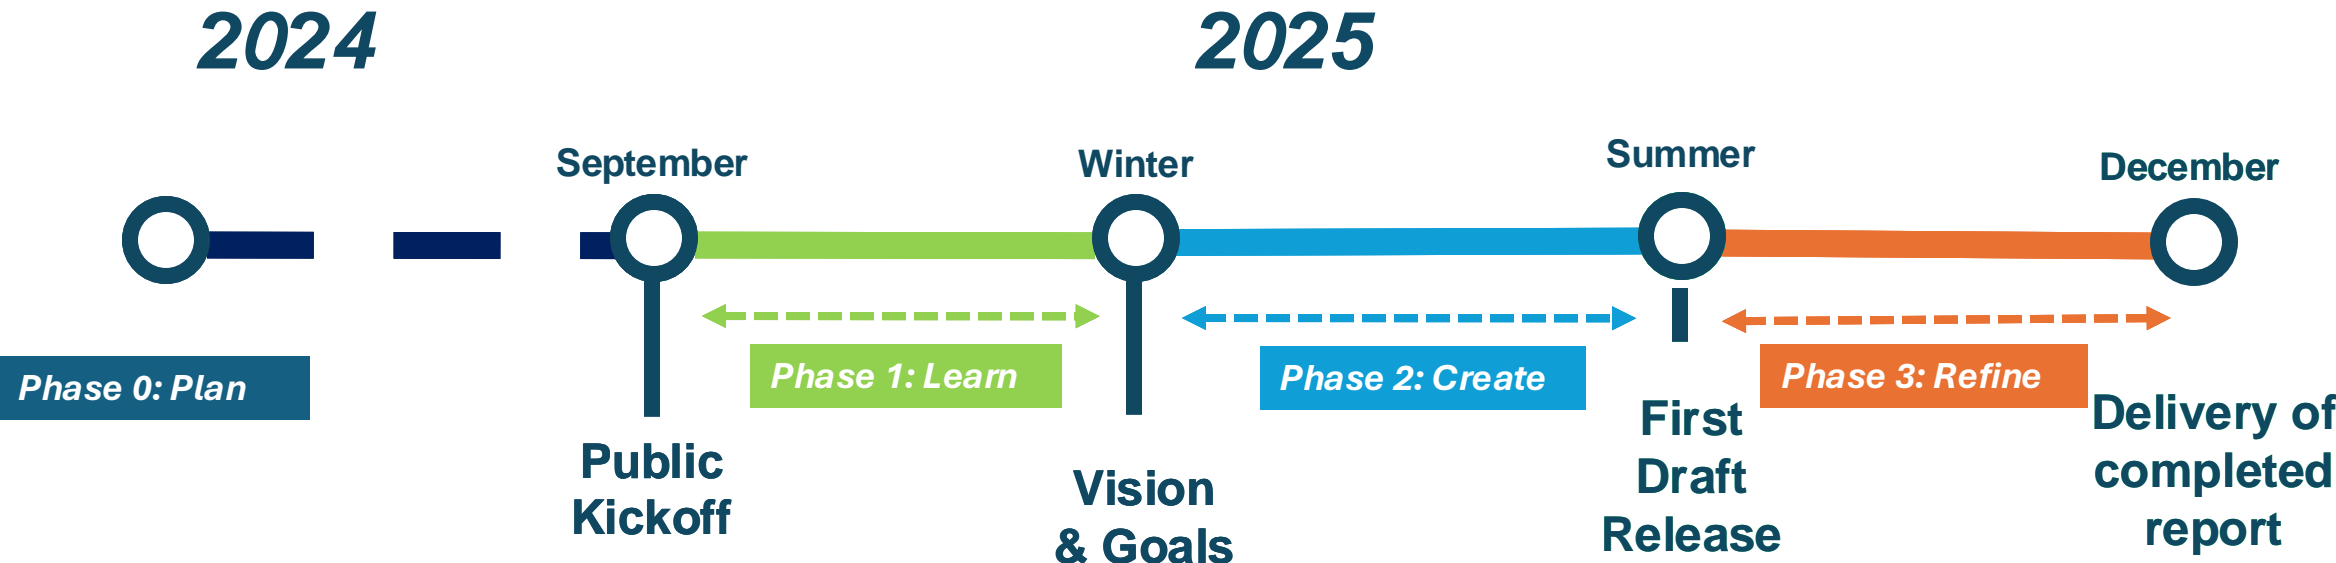 2024
2025
September
Winter
Summer
December
Phase 0: Plan
Phase 1: Learn
Phase 2: Create
Phase 3: Refine
Public
Kickoff
Vision
& Goals
First
Draft
Release
Delivery of
completed
report